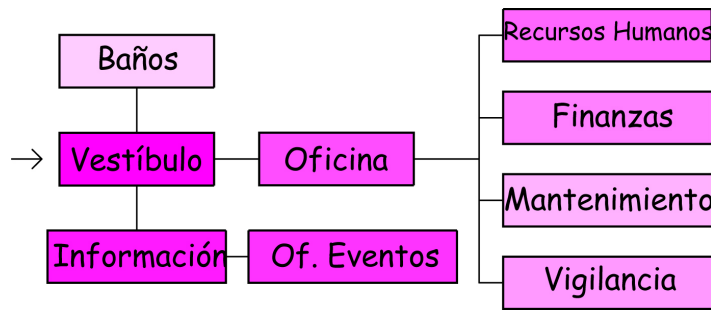 Baños
Vestíbulo
Oficina
Información
Of. Eventos
Recursos Humanos
Finanzas
Mantenimiento
Vigilancia